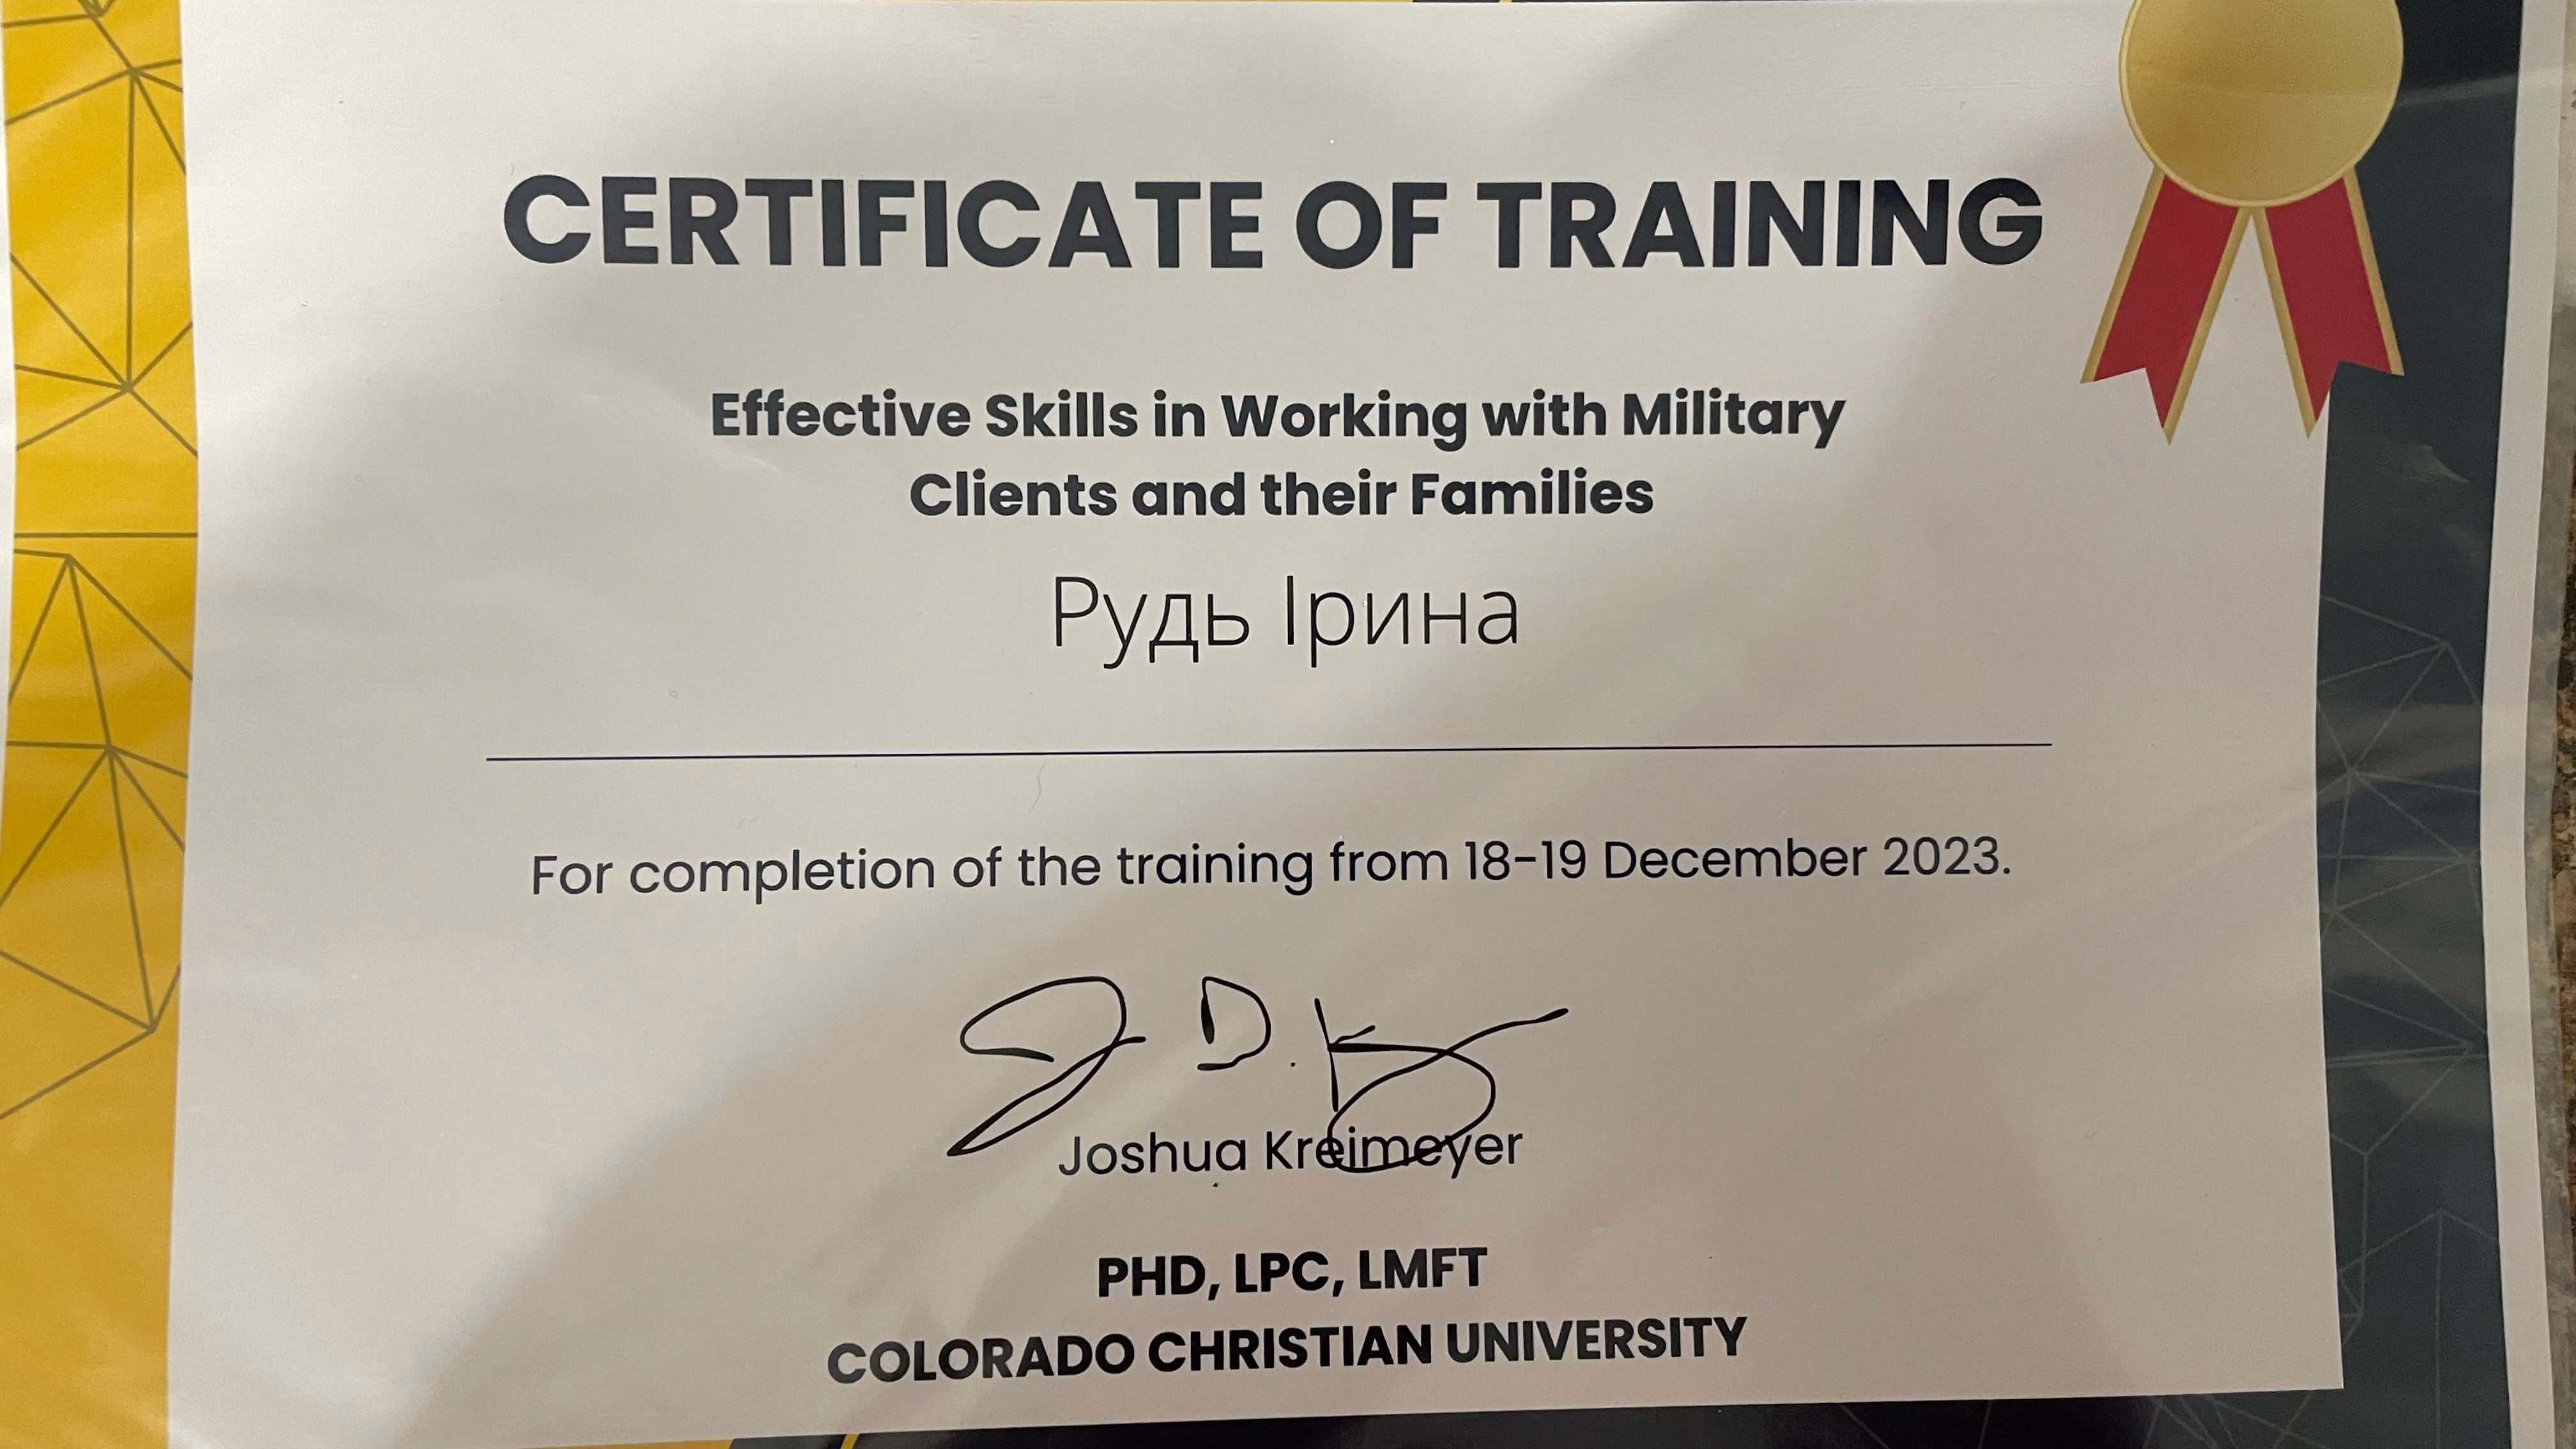 CERTIFICATE OF TRAINING
Effective Skills in Working with Military
Clients and their Families
Рудь Ірина
For completion of the training from 18-19 December 2023.
J D. K
Joshua Kreimeyer
PHD, LPC, LMFT
COLORADO CHRISTIAN UNIVERSITY